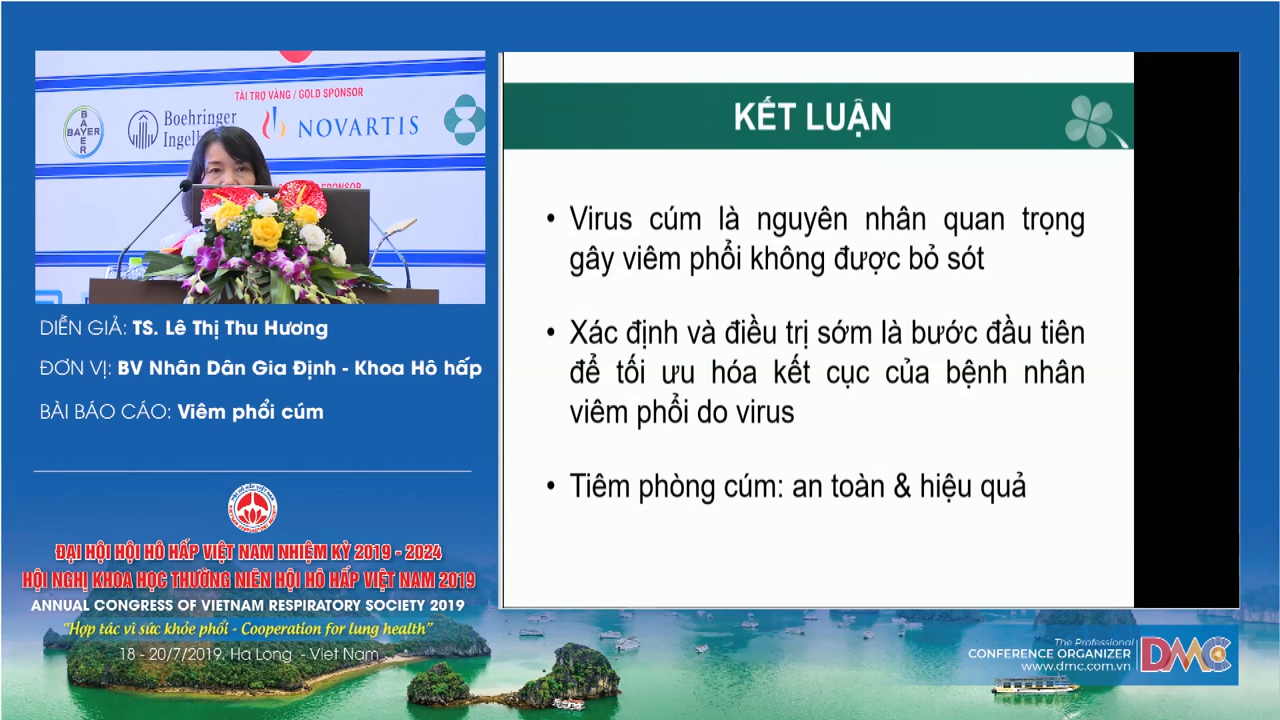 TÀI TRỢ VÀNG / GOLD SPONSOR
BAYER
BAYER
Boehringer
Ingel
NOVARTIS
SPONSOR
DIỄN GIẢ: TS. Lê Thị Thu Hương
ĐƠN VỊ: BV Nhân Dân Gia Định - Khoa Hô hấp
BÀI BÁO CÁO: Viêm phổi cúm
ĐẠI HỘI HỘI HÔ HẤP VIỆT NAM NHIỆM KỲ 2019 - 2024
HỘI NGHỊ KHOA HỌC THƯỜNG NIÊN HỘI HÔ HẤP VIỆT NAM 2019
ANNUAL CONGRESS OF VIETNAM RESPIRATORY SOCIETY 2019
“Hợp tác vì sức khỏe phổi - Cooperation for lung health”
18 - 20/7/2019. Ha Long - Viet Nam
KẾT LUẬN
• Virus cúm là nguyên nhân quan trọng
gây viêm phổi không được bỏ sót
• Xác định và điều trị sớm là bước đầu tiên
để tối ưu hóa kết cục của bệnh nhân
viêm phổi do virus
• Tiêm phòng cúm: an toàn & hiệu quả
The Professional
CONFERENCE ORGANIZER
www.dmc.com.vn
DMC